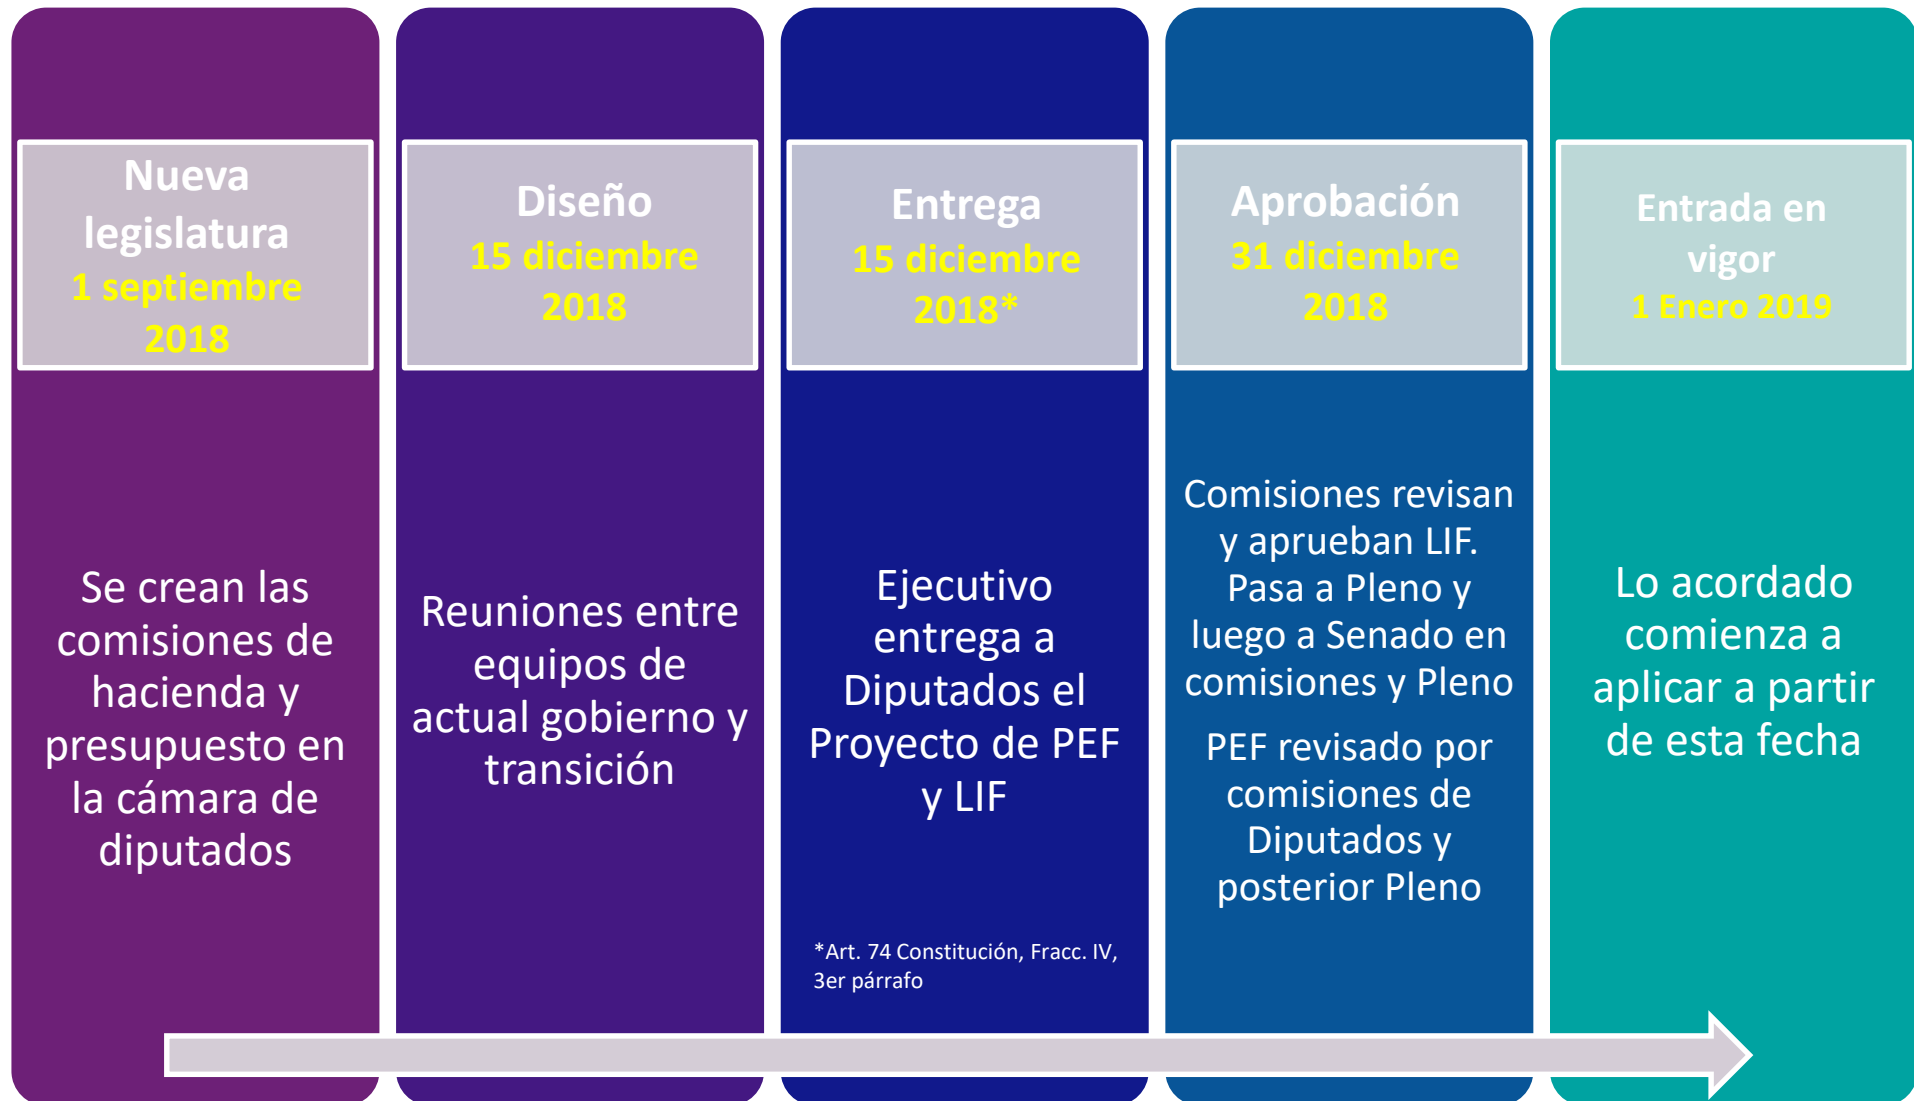 Nueva
legislatura
1 septiembre
2018
Se crean las
comisiones de
hacienda y
presupuesto en
la cámara de
diputados
Diseño
15 diciembre
2018
Reuniones entre
equipos de
actual gobierno y
transición
Entrega
15 diciembre
2018*
Ejecutivo
entrega a
Diputados el
Proyecto de PEF
y LIF
*Art. 74 Constitución, Fracc. IV,
3er párrafo
Aprobación
31 diciembre
2018
Comisiones revisan
y aprueban LIF.
Pasa a Pleno y
luego a Senado en
comisiones y Pleno
PEF revisado por
comisiones de
Diputados y
posterior Pleno
Entrada en
vigor
1 Enero 2019
Lo acordado
comienza a
aplicar a partir
de esta fecha